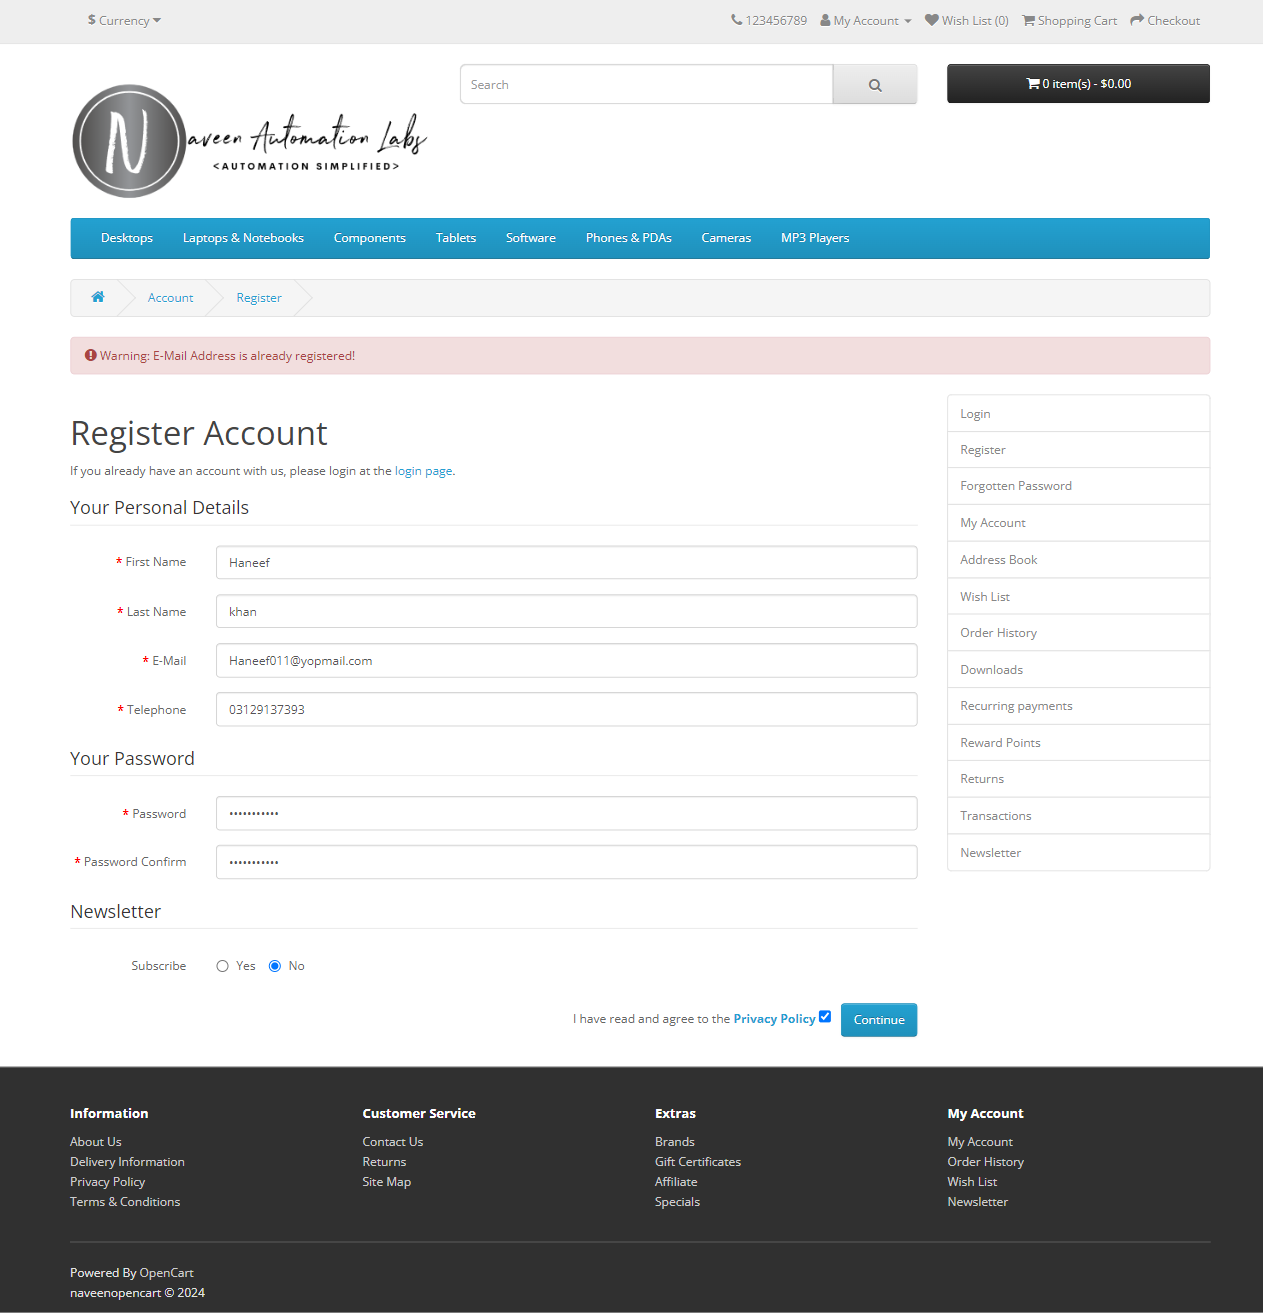 $ Currency
123456789 My Account Wish List (0) Shopping Cart Checkout
N aveen Automation Labs
<AUTOMATION SIMPLIFIED>
Search
0 item(s) - $0.00
Desktops Laptops & Notebooks Components Tablets Software Phones & PDAs Cameras MP3 Players
Account Register
Warning: E-Mail Address is already registered!
Register Account
If you already have an account with us, please login at the login page.
Your Personal Details
* First Name Haneef
* Last Name khan
* E-Mail Haneef011@yopmail.com
* Telephone 03129137393
Your Password
* Password •••••••••••
* Password Confirm •••••••••••
Newsletter
Subscribe Yes No
I have read and agree to the Privacy Policy Continue
Login
Register
Forgotten Password
My Account
Address Book
Wish List
Order History
Downloads
Recurring payments
Reward Points
Returns
Transactions
Newsletter
Information
About Us
Delivery Information
Privacy Policy
Terms & Conditions
Customer Service
Contact Us
Returns
Site Map
Extras
Brands
Gift Certificates
Affiliate
Specials
My Account
My Account
Order History
Wish List
Newsletter
Powered By OpenCart
naveenopencart © 2024